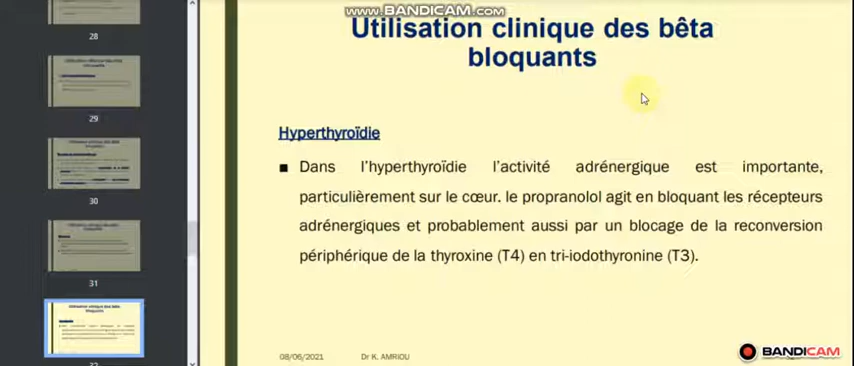 www.BANDICAM.com
Utilisation clinique des bêta
bloquants
Hyperthyroïdie
■ Dans l'hyperthyroïdie l'activité adrénergique est importante,
particulièrement sur le cœur. le propranolol agit en bloquant les récepteurs
adrénergiques et probablement aussi par un blocage de la reconversion
périphérique de la thyroxine (T4) en tri-iodothyronine (T3).
08/06/2021 Dr K. AMRIOU
28
29
30
31
32
BANDICAM